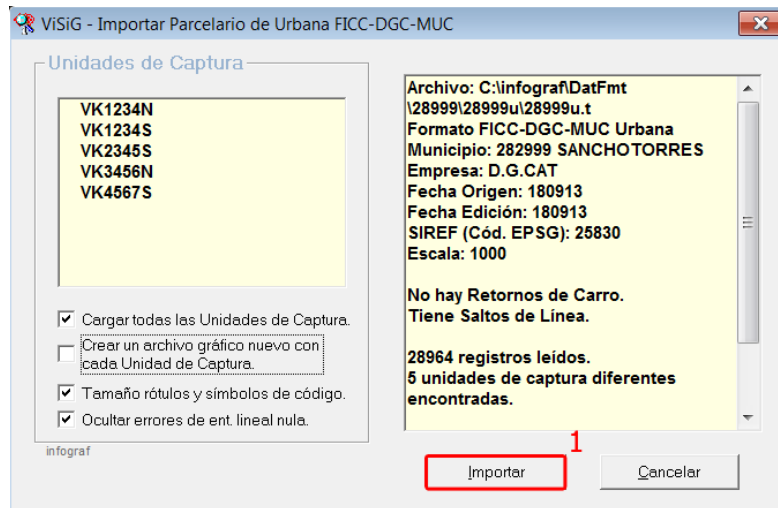 ViSiG - Importar Parcelario de Urbana FICC-DGC-MUC
Unidades de Captura
VK1234N
VK1234S
VK2345S
VK3456N
VK4567S
Cargar todas las Unidades de Captura.
Crear un archivo gráfico nuevo con
cada Unidad de Captura.
Tamaño rótulos y símbolos de código.
Ocultar errores de ent. lineal nula.
infograf
Archivo: C:\infograf\DatFmt
\28999\28999u\28999u.t
Formato FICC-DGC-MUC Urbana
Municipio: 282999 SANCHOTORRES
Empresa: D.G.CAT
Fecha Origen: 180913
Fecha Edición: 180913
SIREF (Cód. EPSG): 25830
Escala: 1000
No hay Retornos de Carro.
Tiene Saltos de Línea.
28964 registros leídos.
5 unidades de captura diferentes
encontradas.
1
Importar
Cancelar